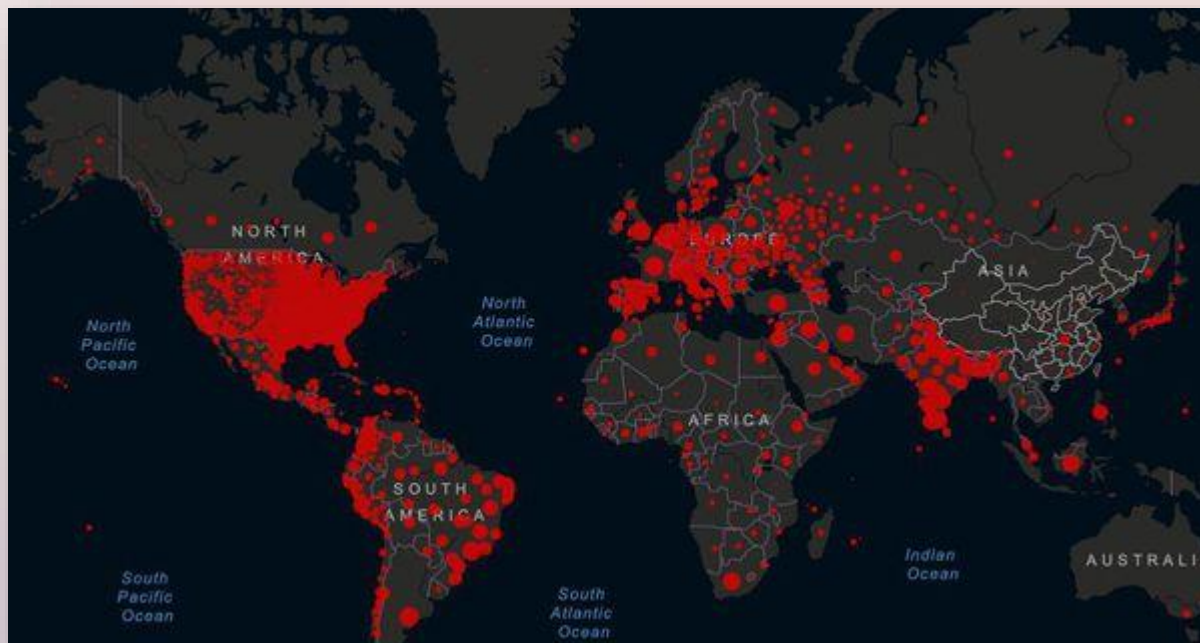 NORTH
AMERICA
EUROPE
ASIA
North
Pacific
Ocean
North
Atlantic
Ocean
AFRICA
SOUTH
AMERICA
South
Pacific
Ocean
South
Atlantic
Ocean
Indian
Ocean
AUSTRALI